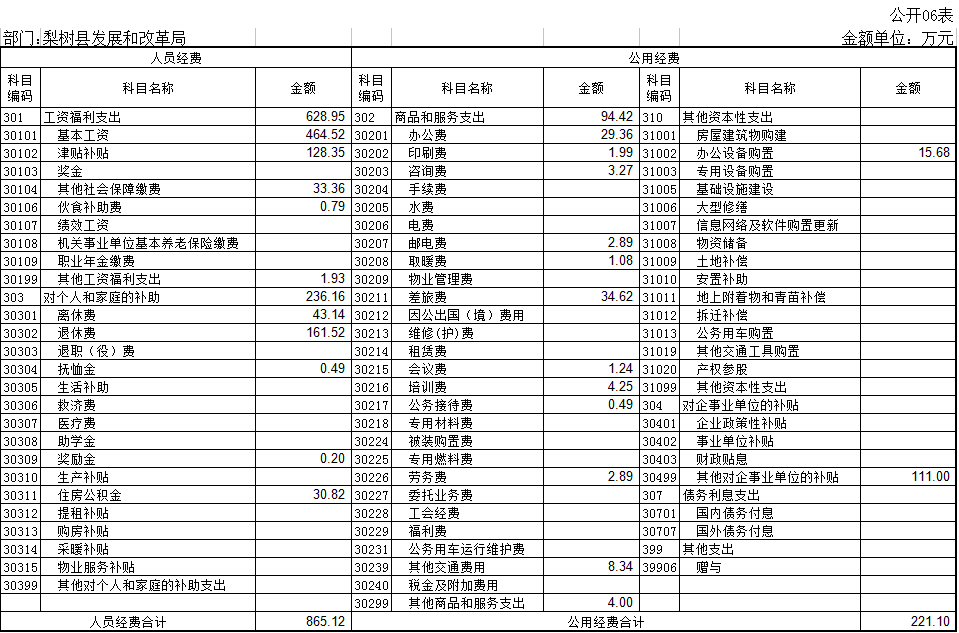 公开06表
部门:梨树县发展和改革局 金额单位：万元
人员经费 公用经费
科目编码 科目名称 金额 科目编码 科目名称 金额 科目编码 科目名称 金额
301 工资福利支出 628.95 302 商品和服务支出 94.42 310 其他资本性支出
30101 基本工资 464.52 30201 办公费 29.36 31001 房屋建筑物购建
30102 津贴补贴 128.35 30202 印刷费 1.99 31002 办公设备购置 15.68
30103 奖金 30203 咨询费 3.27 31003 专用设备购置
30104 其他社会保障缴费 33.36 30204 手续费 31005 基础设施建设
30106 伙食补助费 0.79 30205 水费 31006 大型修缮
30107 绩效工资 30206 电费 31007 信息网络及软件购置更新
30108 机关事业单位基本养老保险缴费 30207 邮电费 2.89 31008 物资储备
30109 职业年金缴费 30208 取暖费 1.08 31009 土地补偿
30199 其他工资福利支出 1.93 30209 物业管理费 31010 安置补助
303 对个人和家庭的补助 236.16 30211 差旅费 34.62 31011 地上附着物和青苗补偿
30301 离休费 43.14 30212 因公出国（境）费用 31012 拆迁补偿
30302 退休费 161.52 30213 维修(护)费 31013 公务用车购置
30303 退职（役）费 30214 租赁费 31019 其他交通工具购置
30304 抚恤金 0.49 30215 会议费 1.24 31020 产权参股
30305 生活补助 30216 培训费 4.25 31099 其他资本性支出
30306 救济费 30217 公务接待费 0.49 304 对企事业单位的补贴
30307 医疗费 30218 专用材料费 30401 企业政策性补贴
30308 助学金 30224 被装购置费 30402 事业单位补贴
30309 奖励金 0.20 30225 专用燃料费 30403 财政贴息
30310 生产补贴 30226 劳务费 2.89 30499 其他对企事业单位的补贴 111.00
30311 住房公积金 30.82 30227 委托业务费 307 债务利息支出
30312 提租补贴 30228 工会经费 30701 国内债务付息
30313 购房补贴 30229 福利费 30707 国外债务付息
30314 采暖补贴 30231 公务用车运行维护费 399 其他支出
30315 物业服务补贴 30239 其他交通费用 8.34 39906 赠与
30399 其他对个人和家庭的补助支出 30240 税金及附加费用
30299 其他商品和服务支出 4.00
人员经费合计 865.12 公用经费合计 221.10